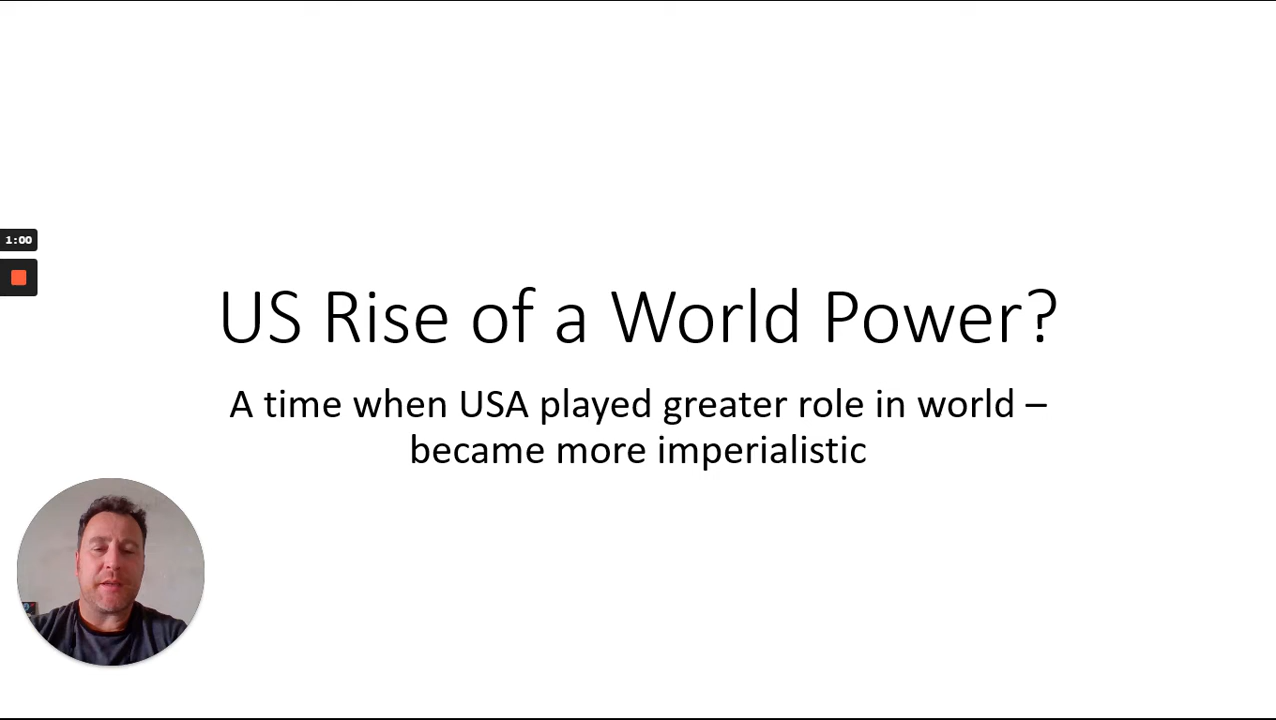 1:00
US Rise of a World Power?
A time when USA played greater role in world –
became more imperialistic